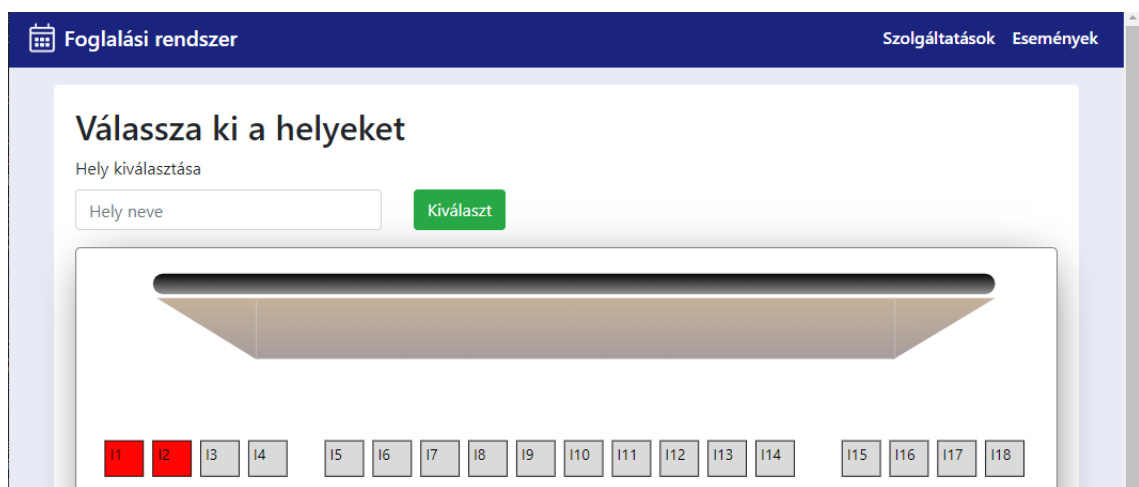 Foglalási rendszer
Szolgáltatások Események
Válassza ki a helyeket
Hely kiválasztása
Hely neve
Kiválaszt
I1 I2 I3 I4 I5 I6 I7 I8 I9 I10 I11 I12 I13 I14 I15 I16 I17 I18